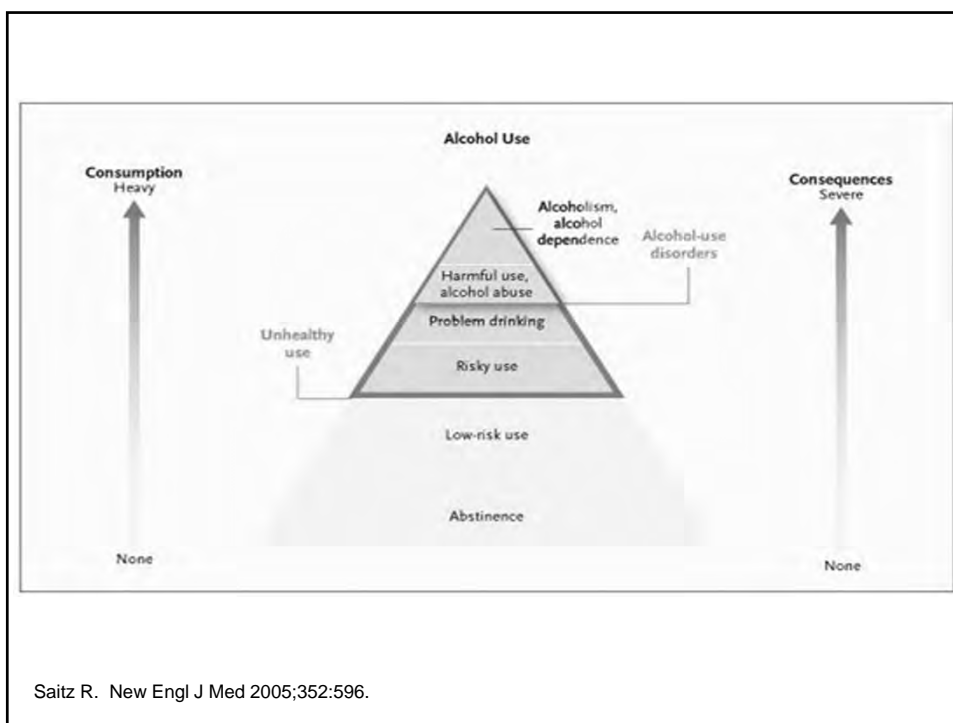 Alcohol Use
Consumption
Heavy
Consequences
Severe
Alcoholism,
alcohol
dependence
Alcohol-use
disorders
Harmful use,
alcohol abuse
Problem drinking
Unhealthy
use
Risky use
Low-risk use
Abstinence
None
None
Saitz R. New Engl J Med 2005;352:596.